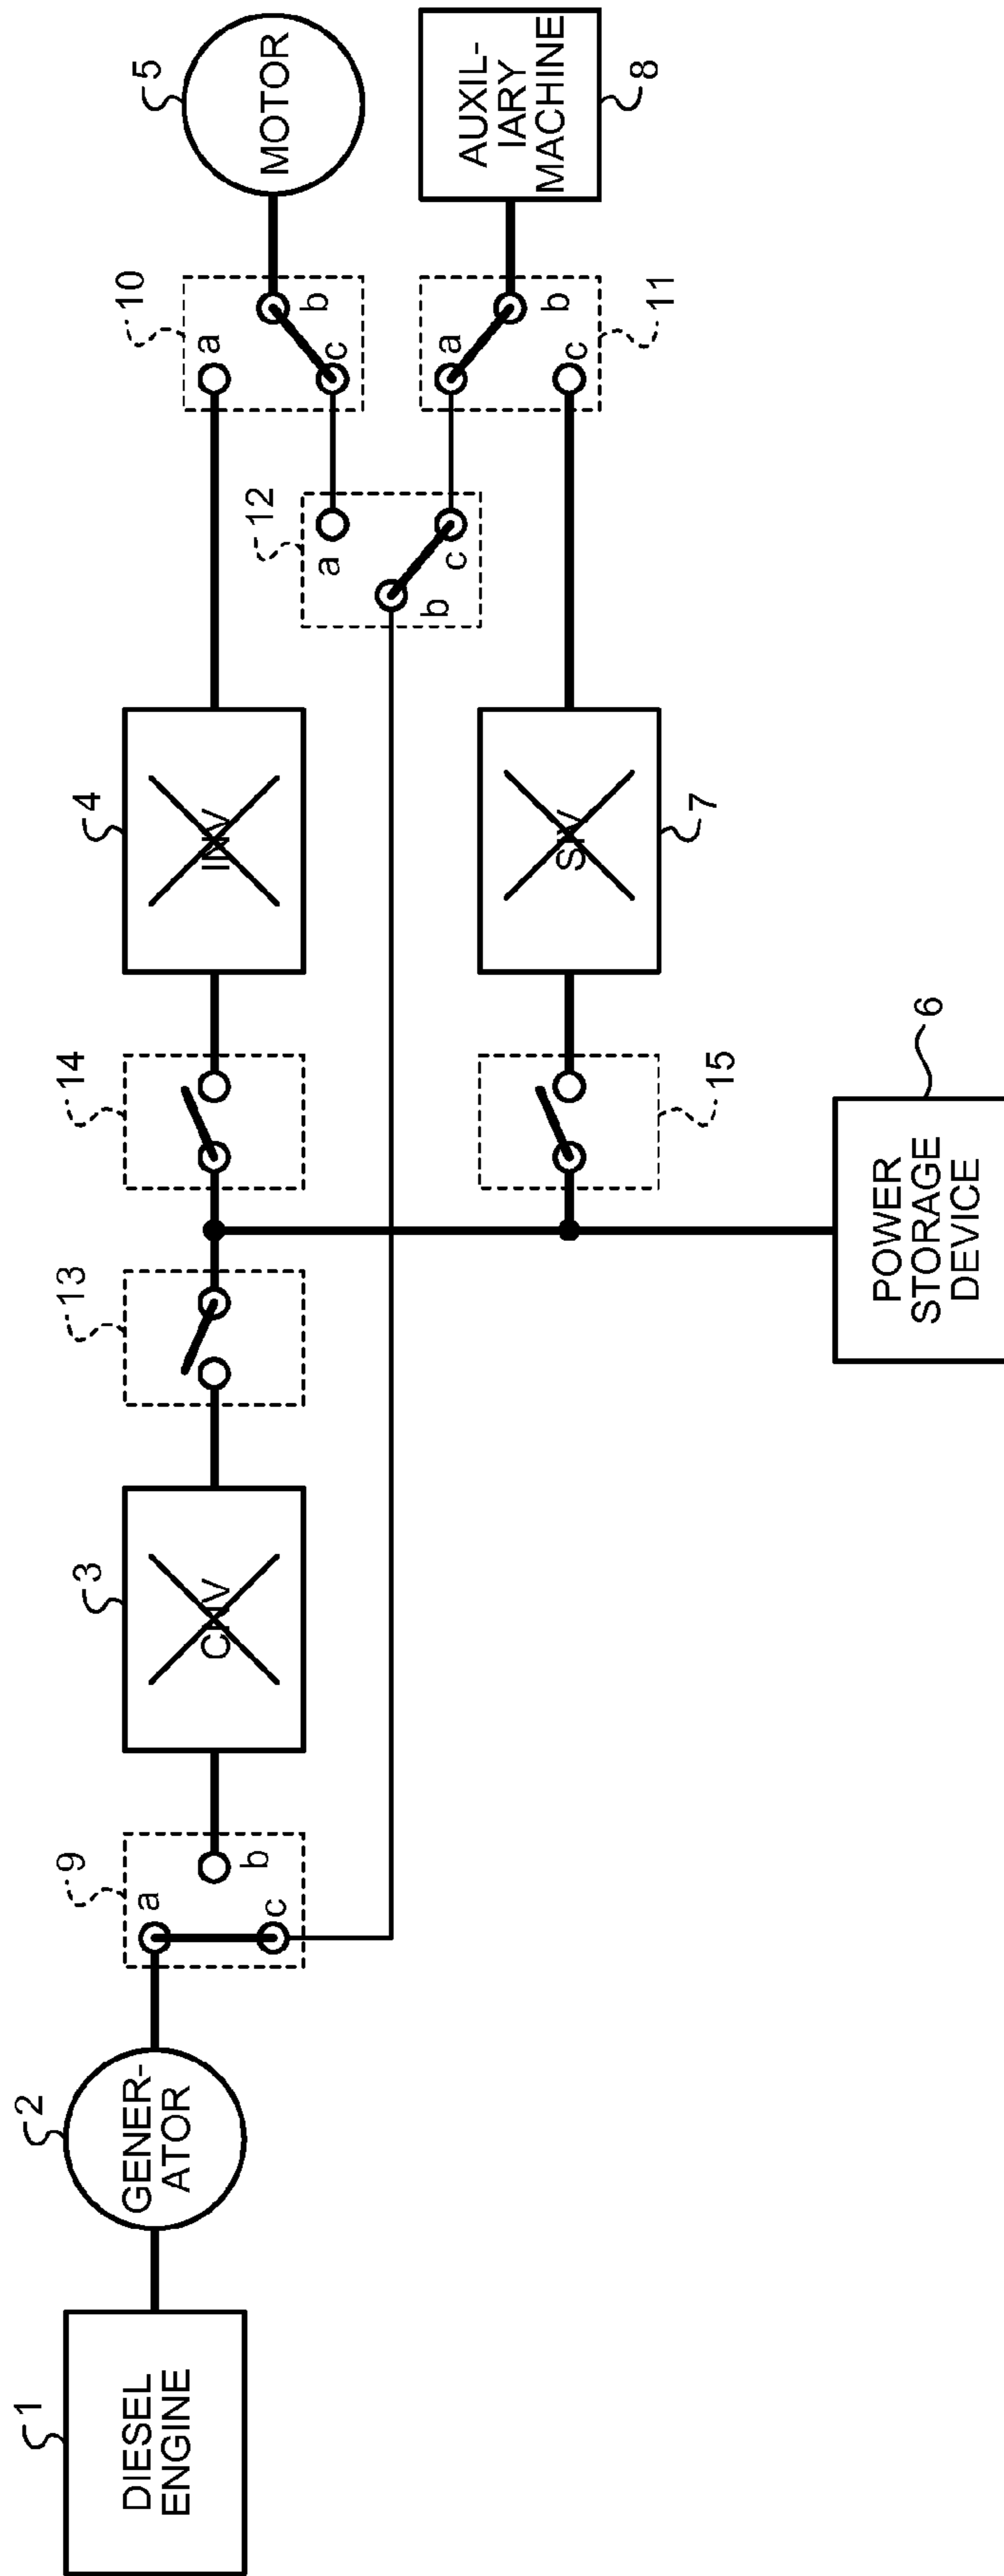 1
DIESEL
ENGINE
2
GENER-
ATOR
9
a
b
c
3
CNV
13
14
4
INV
10
a
b
c
5
MOTOR
12
a
b
c
11
a
b
c
8
AUXIL-
IARY
MACHINE
15
7
SIV
6
POWER
STORAGE
DEVICE